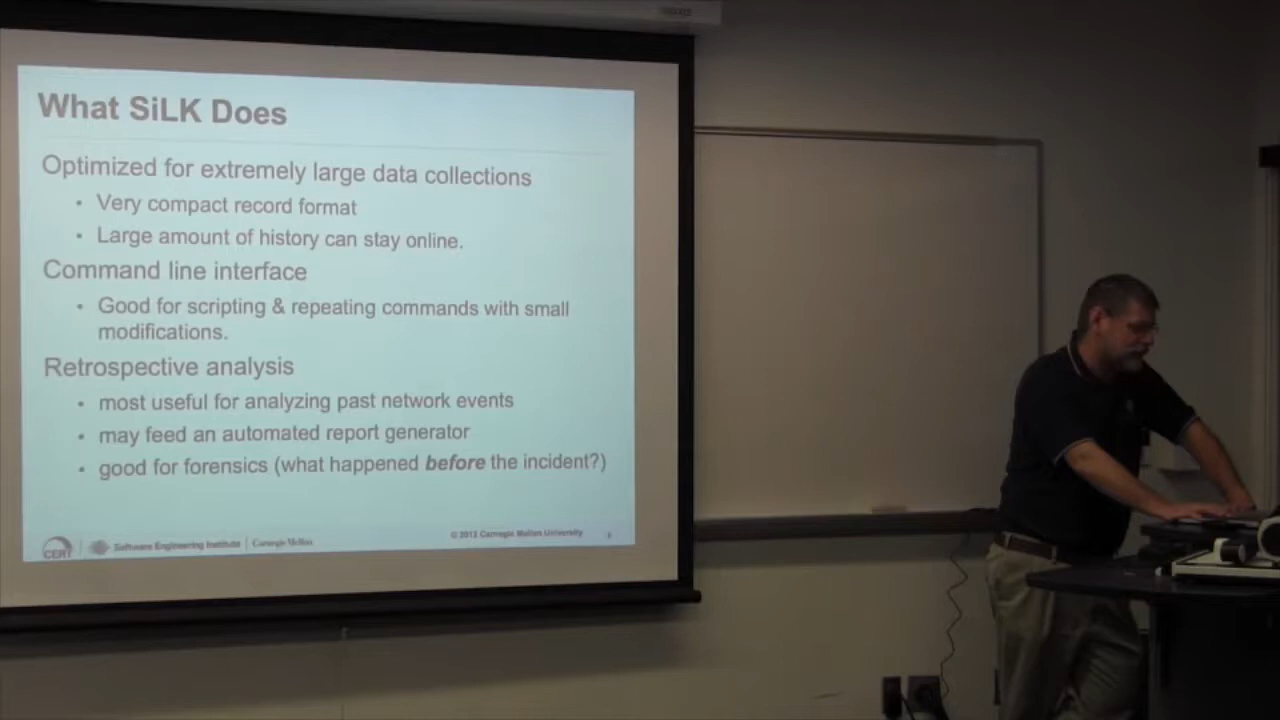 What SiLK Does
Optimized for extremely large data collections
• Very compact record format
• Large amount of history can stay online.
Command line interface
• Good for scripting & repeating commands with small
modifications.
Retrospective analysis
• most useful for analyzing past network events
• may feed an automated report generator
• good for forensics (what happened before the incident?)
CERT | Software Engineering Institute | Carnegie Mellon
© 2013 Carnegie Mellon University